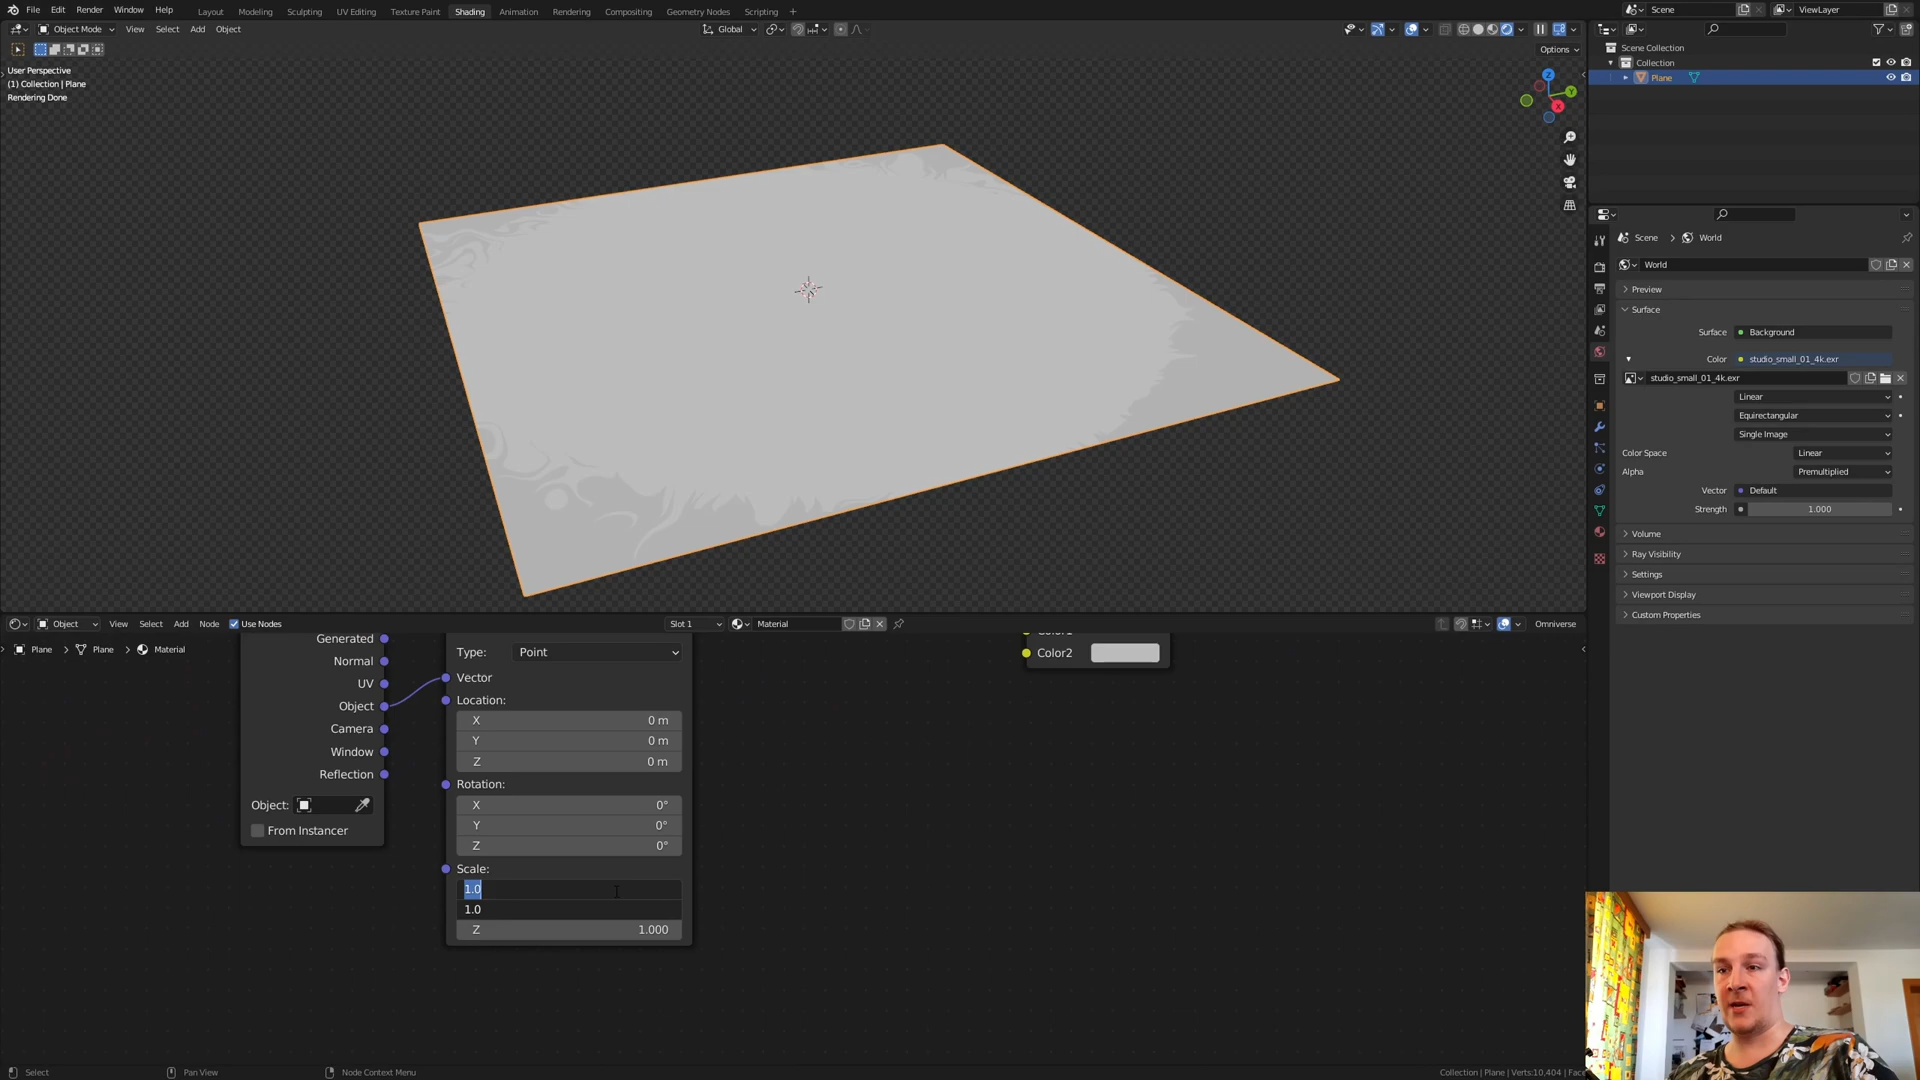 File Edit Render Window Help Layout Modeling Sculpting UV Editing Texture Paint Shading Animation Rendering Compositing Geometry Nodes Scripting + Scene ViewLayer
Object Mode View Select Add Object Global
Options
User Perspective
(1) Collection | Plane
Rendering Done
Z
Y
X
Scene Collection
Collection
Plane
Scene > World
World
Preview
Surface
Surface Background
Color studio_small_01_4k.exr
studio_small_01_4k.exr
Linear
Equirectangular
Single Image
Color Space Linear
Alpha Premultiplied
Vector Default
Strength 1.000
Volume
Ray Visibility
Settings
Viewport Display
Custom Properties
Object View Select Add Node Use Nodes Slot 1 Material Omniverse
Plane > Plane > Material
Generated
Normal
UV
Object
Camera
Window
Reflection
Object:
From Instancer
Type: Point
Vector
Location:
X 0 m
Y 0 m
Z 0 m
Rotation:
X 0°
Y 0°
Z 0°
Scale:
1.0
1.0
Z 1.000
Color2
Select Pan View Node Context Menu
Collection | Plane | Verts:10,404 | Face